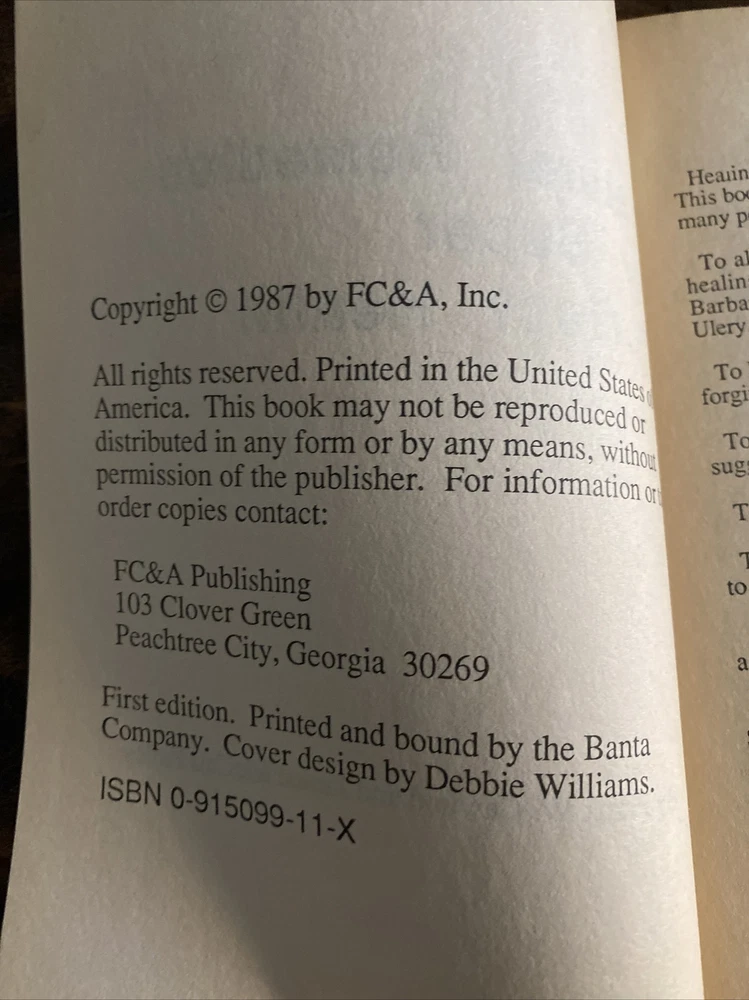 Copyright © 1987 by FC&A, Inc.
All rights reserved. Printed in the United States
America. This book may not be reproduced or
distributed in any form or by any means, without
permission of the publisher. For information or
order copies contact:
FC&A Publishing
103 Clover Green
Peachtree City, Georgia 30269
First edition. Printed and bound by the Banta
Company. Cover design by Debbie Williams.
ISBN 0-915099-11-X
This
many
To
healin
Barba
Ulery
To
forgi
To
sug
T
T
to
a